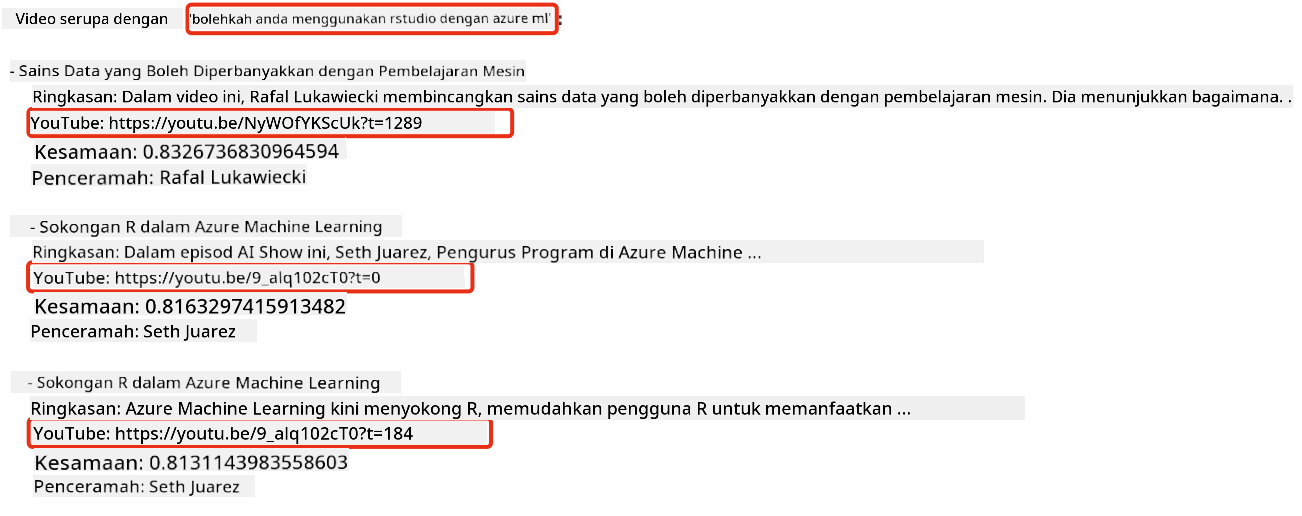 Video serupa dengan 'bolehkah anda menggunakan rstudio dengan azure ml':
- Sains Data yang Boleh Diperbanyakkan dengan Pembelajaran Mesin
Ringkasan: Dalam video ini, Rafal Lukawiecki membincangkan sains data yang boleh diperbanyakkan dengan pembelajaran mesin. Dia menunjukkan bagaimana. .
YouTube: https://youtu.be/NyWOfYKScUk?t=1289
Kesamaan: 0.8326736830964594
Penceramah: Rafal Lukawiecki
- Sokongan R dalam Azure Machine Learning
Ringkasan: Dalam episod AI Show ini, Seth Juarez, Pengurus Program di Azure Machine ...
YouTube: https://youtu.be/9_alq102cT0?t=0
Kesamaan: 0.8163297415913482
Penceramah: Seth Juarez
- Sokongan R dalam Azure Machine Learning
Ringkasan: Azure Machine Learning kini menyokong R, memudahkan pengguna R untuk memanfaatkan ...
YouTube: https://youtu.be/9_alq102cT0?t=184
Kesamaan: 0.8131143983558603
Penceramah: Seth Juarez